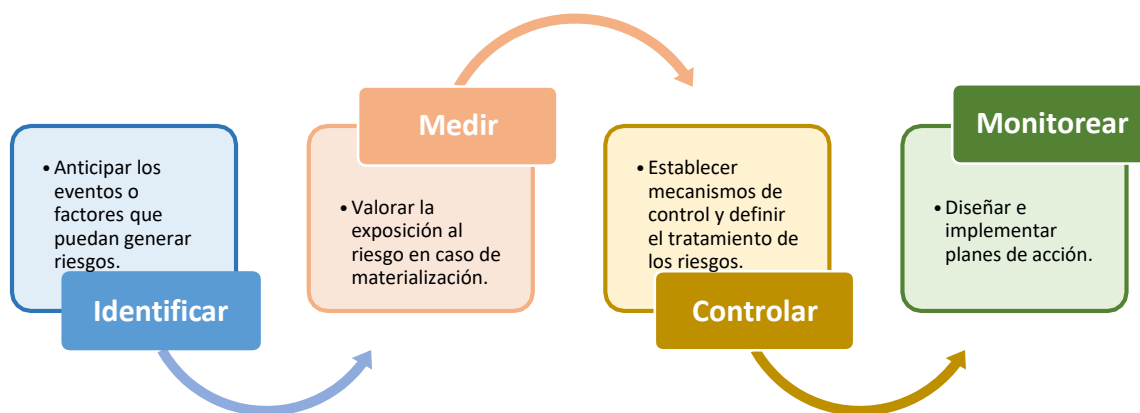 • Anticipar los
eventos o
factores que
puedan generar
riesgos.
Identificar
Medir
• Valorar la
exposición al
riesgo en caso de
materialización.
• Establecer
mecanismos de
control y definir
el tratamiento de
los riesgos.
Controlar
Monitorear
• Diseñar e
implementar
planes de acción.